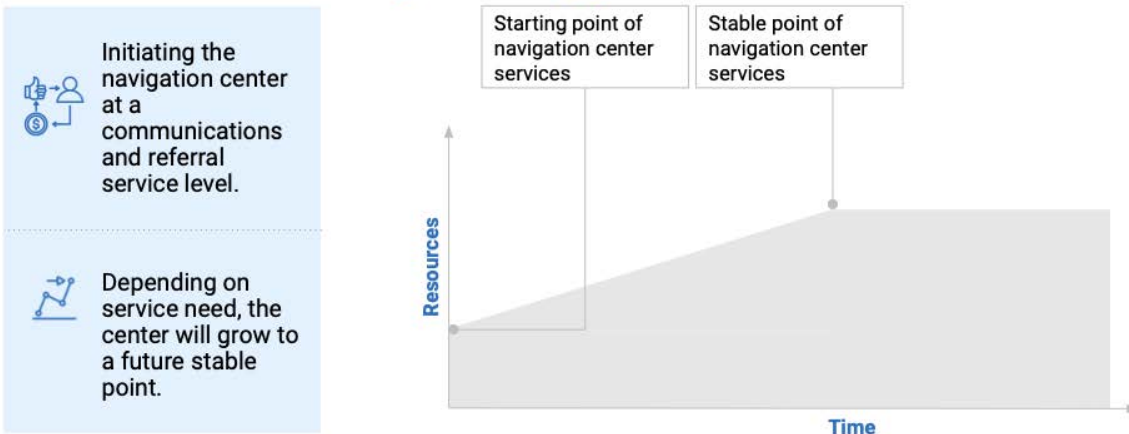 Initiating the
navigation center
at a
communications
and referral
service level.
Depending on
service need, the
center will grow to
a future stable
point.
Starting point of
navigation center
services
Stable point of
navigation center
services
Resources
Time